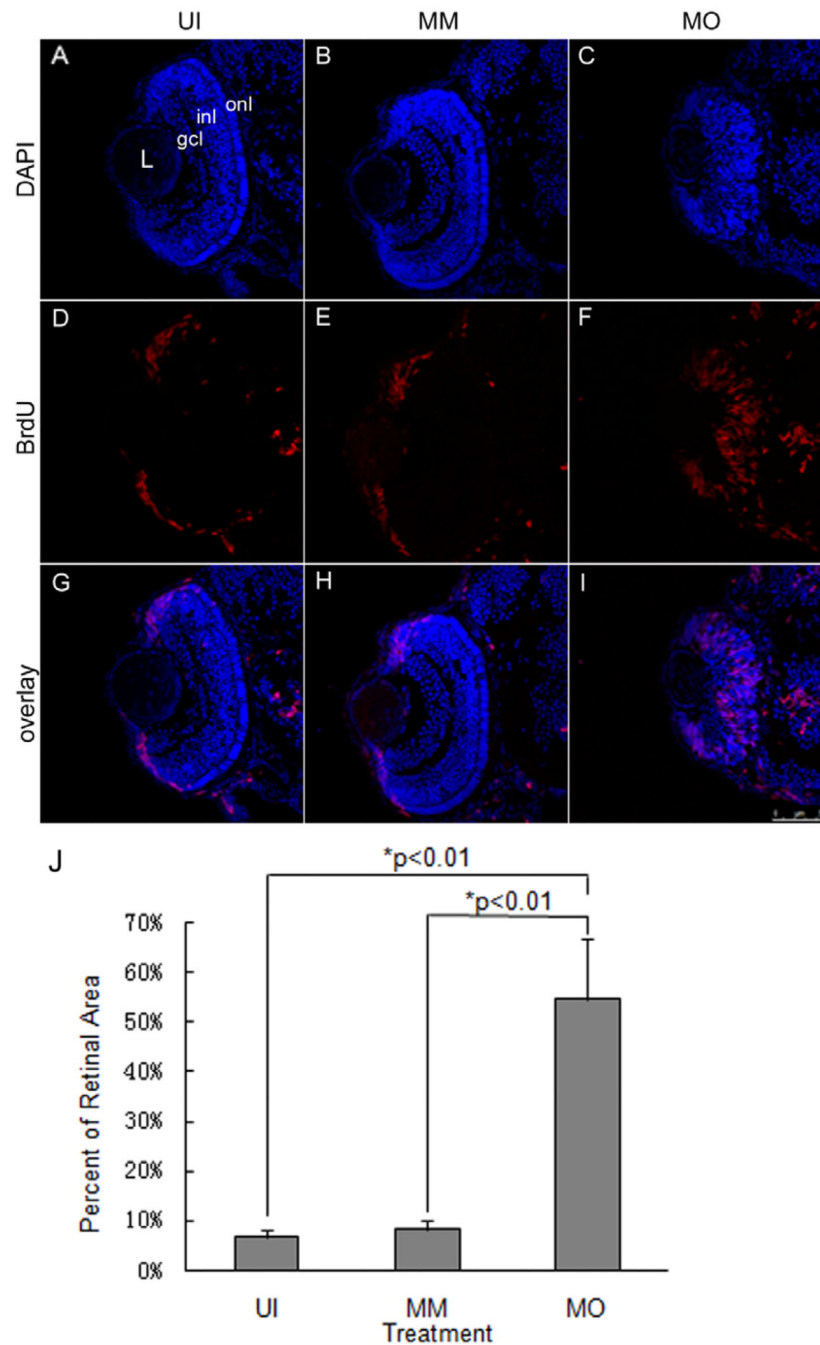 UI MM MO
DAPI
A B C
onl
inl
gcl
L
BrdU
D E F
overlay
G H I
J
*p<0.01
*p<0.01
Percent of Retinal Area
70%
60%
50%
40%
30%
20%
10%
0%
UI MM MO
Treatment